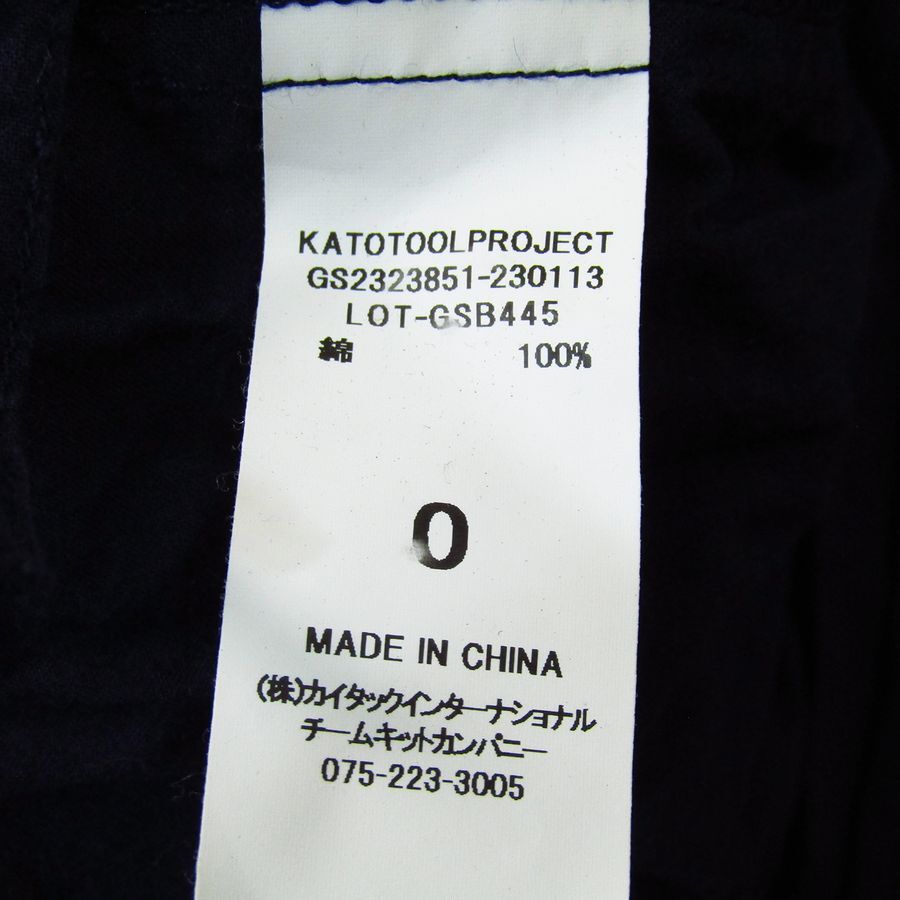 KATOTOOLPROJECT
GS2323851-230113
LOT-GSB445
綿 100%
0
MADE IN CHINA
(株)カイタックインターナショナル
チームキットカンパニー
075-223-3005